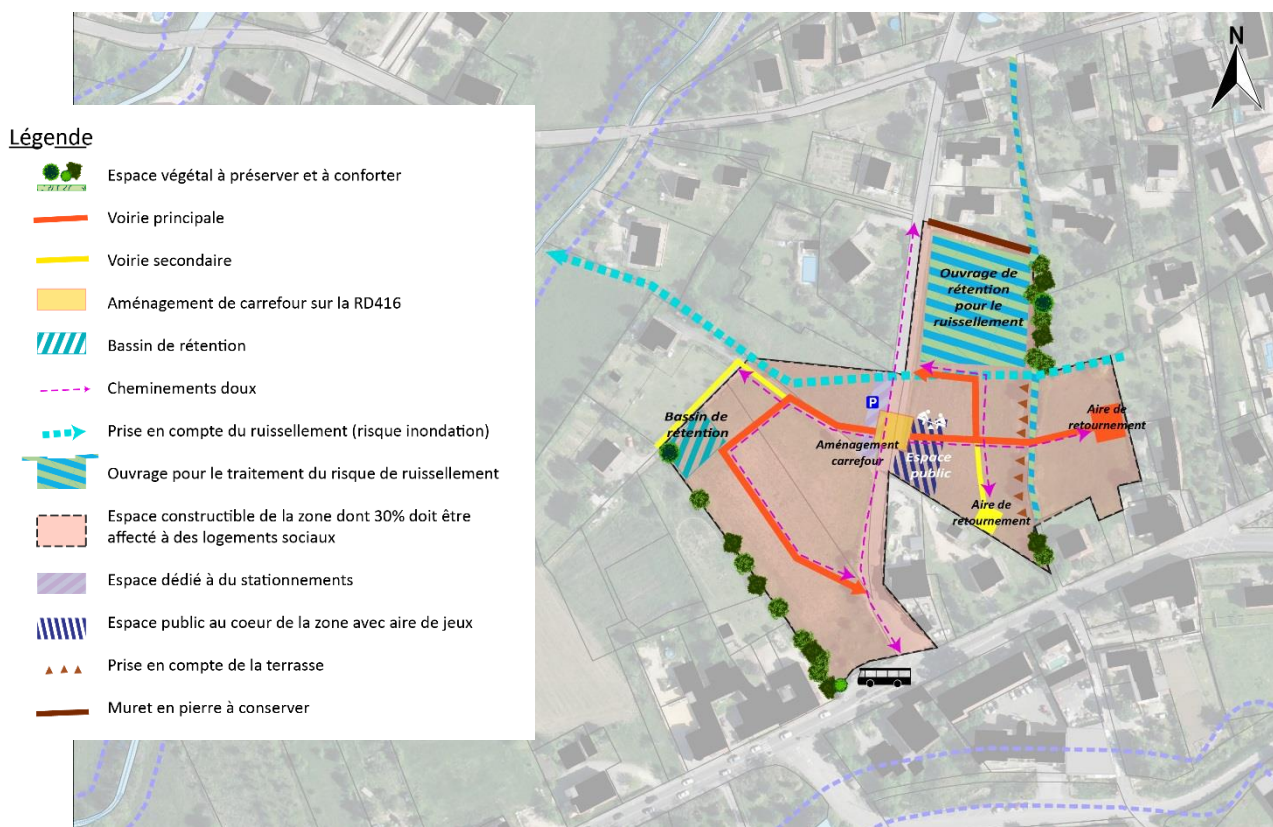 N
Légende
Espace végétal à préserver et à conforter
Voirie principale
Voirie secondaire
Aménagement de carrefour sur la RD416
Bassin de rétention
Cheminements doux
Prise en compte du ruissellement (risque inondation)
Ouvrage pour le traitement du risque de ruissellement
Espace constructible de la zone dont 30% doit être
affecté à des logements sociaux
Espace dédié à du stationnements
Espace public au coeur de la zone avec aire de jeux
Prise en compte de la terrasse
Muret en pierre à conserver
Ouvrage de
rétention
pour le
ruissellement
P
Bassin de
rétention
Aménagement
carrefour
Espace
public
Aire de
retournement
Aire de
retournement